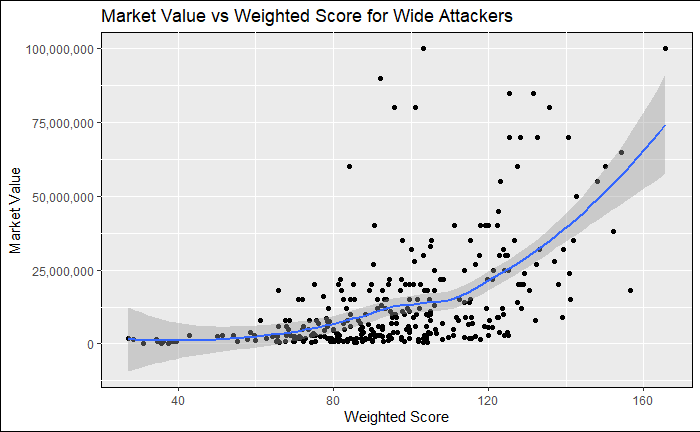 Market Value vs Weighted Score for Wide Attackers
100,000,000
75,000,000
50,000,000
25,000,000
0
Market Value
40 80 120 160
Weighted Score